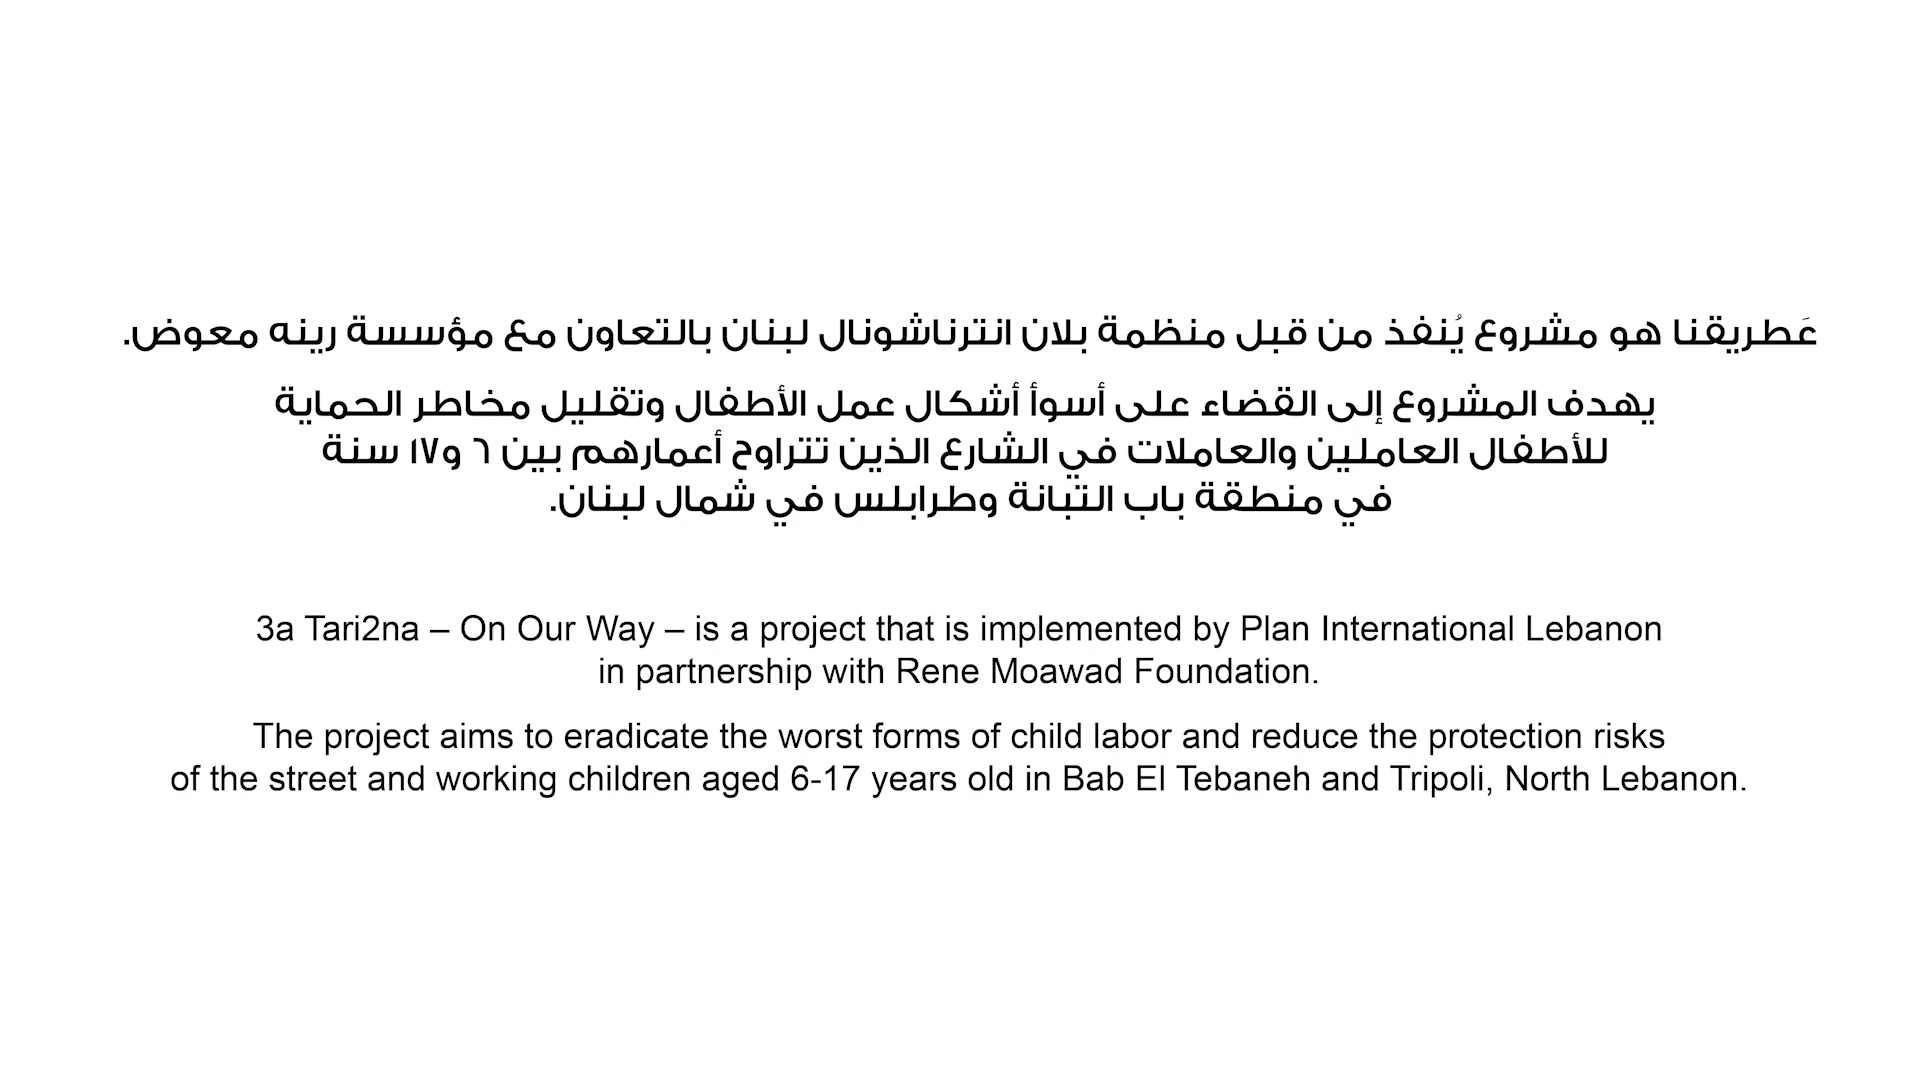 عَطريقنا هو مشروع يُنفذ من قبل منظمة بلان انترناشونال لبنان بالتعاون مع مؤسسة رينه معوض.
يهدف المشروع إلى القضاء على أسوأ أشكال عمل الأطفال وتقليل مخاطر الحماية
للأطفال العاملين والعاملات في الشارع الذين تتراوح أعمارهم بين ٦ و١٧ سنة
في منطقة باب التبانة وطرابلس في شمال لبنان.
3a Tari2na – On Our Way – is a project that is implemented by Plan International Lebanon
in partnership with Rene Moawad Foundation.
The project aims to eradicate the worst forms of child labor and reduce the protection risks
of the street and working children aged 6-17 years old in Bab El Tebaneh and Tripoli, North Lebanon.